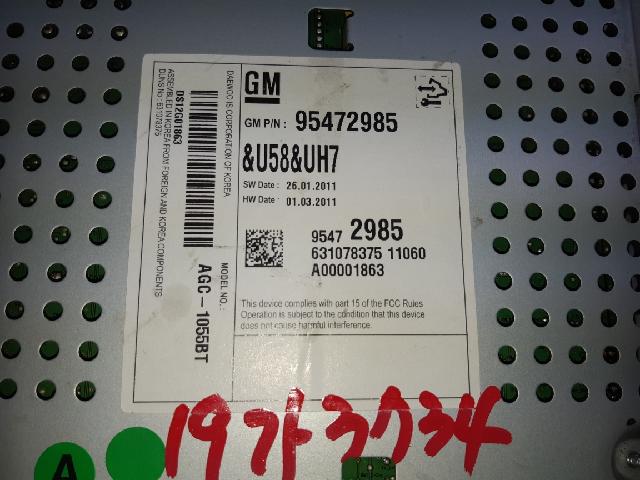 GM
GM P/N : 95472985
&U58&UH7
SW Date : 26.01.2011
HW Date : 01.03.2011
9547 2985
631078375 11060
A00001863
This device complies with part 15 of the FCC Rules
Operation is subject to the condition that this device
does not cause harmful interference.
DAEWOO IS CORPORATION OF KOREA
MODEL NO. :
AGC - 1055BT
DS12G01863
ASSEMBLED IN KOREA FROM FOREIGN AND KOREA COMPONENTS
DUNS No : 631078375
A